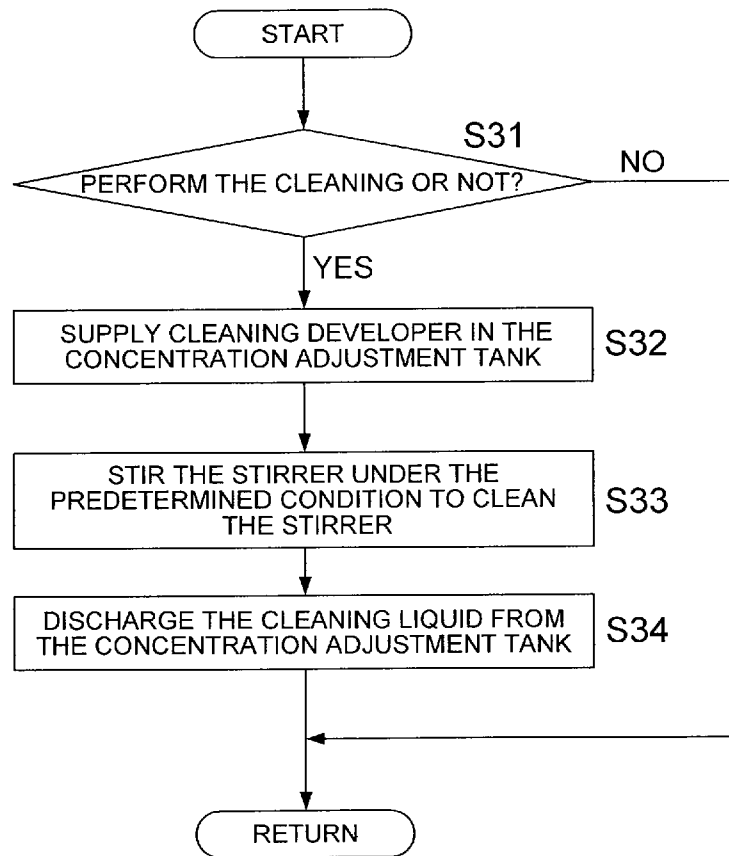 START
S31
PERFORM THE CLEANING OR NOT?
NO
YES
SUPPLY CLEANING DEVELOPER IN THE
CONCENTRATION ADJUSTMENT TANK
S32
STIR THE STIRRER UNDER THE
PREDETERMINED CONDITION TO CLEAN
THE STIRRER
S33
DISCHARGE THE CLEANING LIQUID FROM
THE CONCENTRATION ADJUSTMENT TANK
S34
RETURN